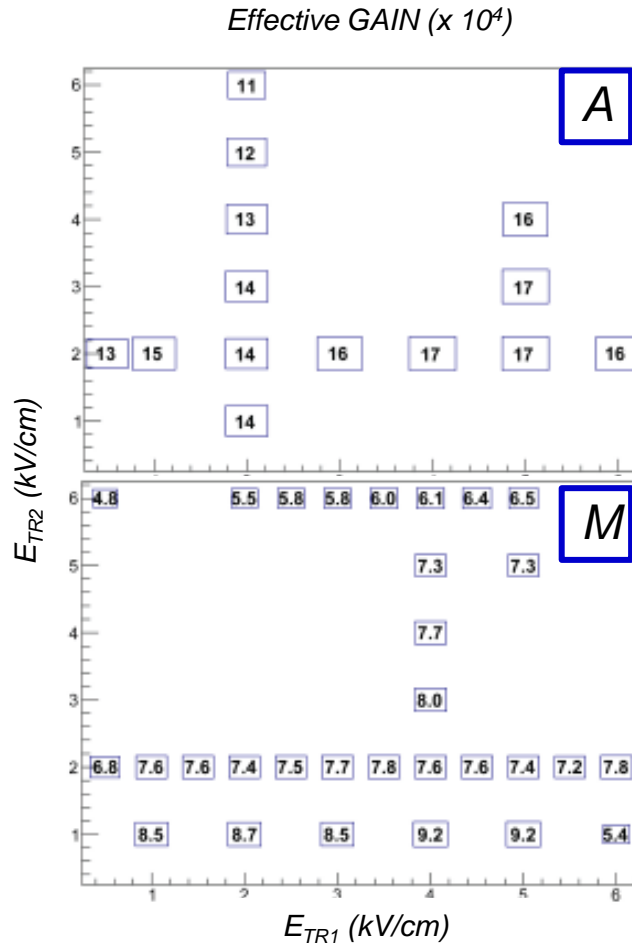 Effective GAIN (x 10⁴)
A
6 11
5 12
4 13 16
3 14 17
2 13 15 14 16 17 17 16
1 14
E_TR2 (kV/cm)
M
6 4.8 5.5 5.8 5.8 6.0 6.1 6.4 6.5
5 7.3 7.3
4 7.7
3 8.0
2 6.8 7.6 7.6 7.4 7.5 7.7 7.8 7.6 7.6 7.4 7.2 7.8
1 8.5 8.7 8.5 9.2 9.2 5.4
1 2 3 4 5 6
E_TR1 (kV/cm)